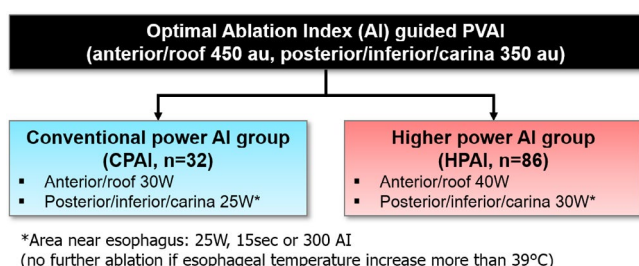 Optimal Ablation Index (AI) guided PVAI
(anterior/roof 450 au, posterior/inferior/carina 350 au)
Conventional power AI group
(CPAI, n=32)
▪ Anterior/roof 30W
▪ Posterior/inferior/carina 25W*
Higher power AI group
(HPAI, n=86)
▪ Anterior/roof 40W
▪ Posterior/inferior/carina 30W*
*Area near esophagus: 25W, 15sec or 300 AI
(no further ablation if esophageal temperature increase more than 39°C)